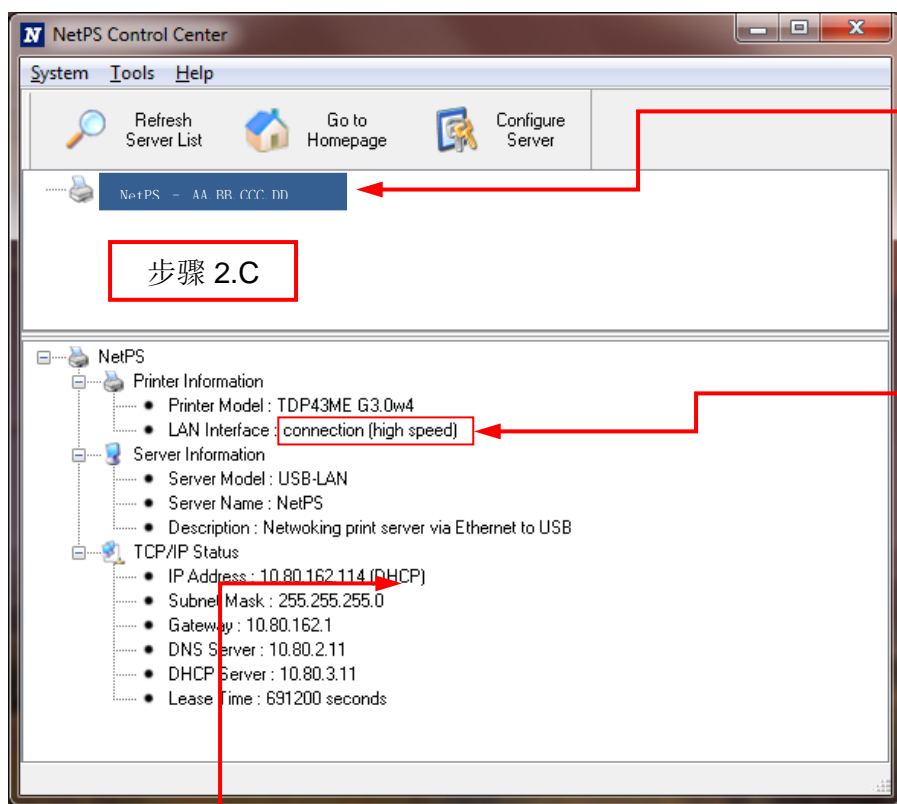 NetPS Control Center
System Tools Help
Refresh Server List
Go to Homepage
Configure Server
NetPS - AA.BB.CCC.DD
步骤 2.C
NetPS
Printer Information
Printer Model : TDP43ME G3.0w4
LAN Interface : connection (high speed)
Server Information
Server Model : USB-LAN
Server Name : NetPS
Description : Netwoking print server via Ethernet to USB
TCP/IP Status
IP Address : 10.80.162.114 (DHCP)
Subnet Mask : 255.255.255.0
Gateway : 10.80.162.1
DNS Server : 10.80.2.11
DHCP Server : 10.80.3.11
Lease Time : 691200 seconds